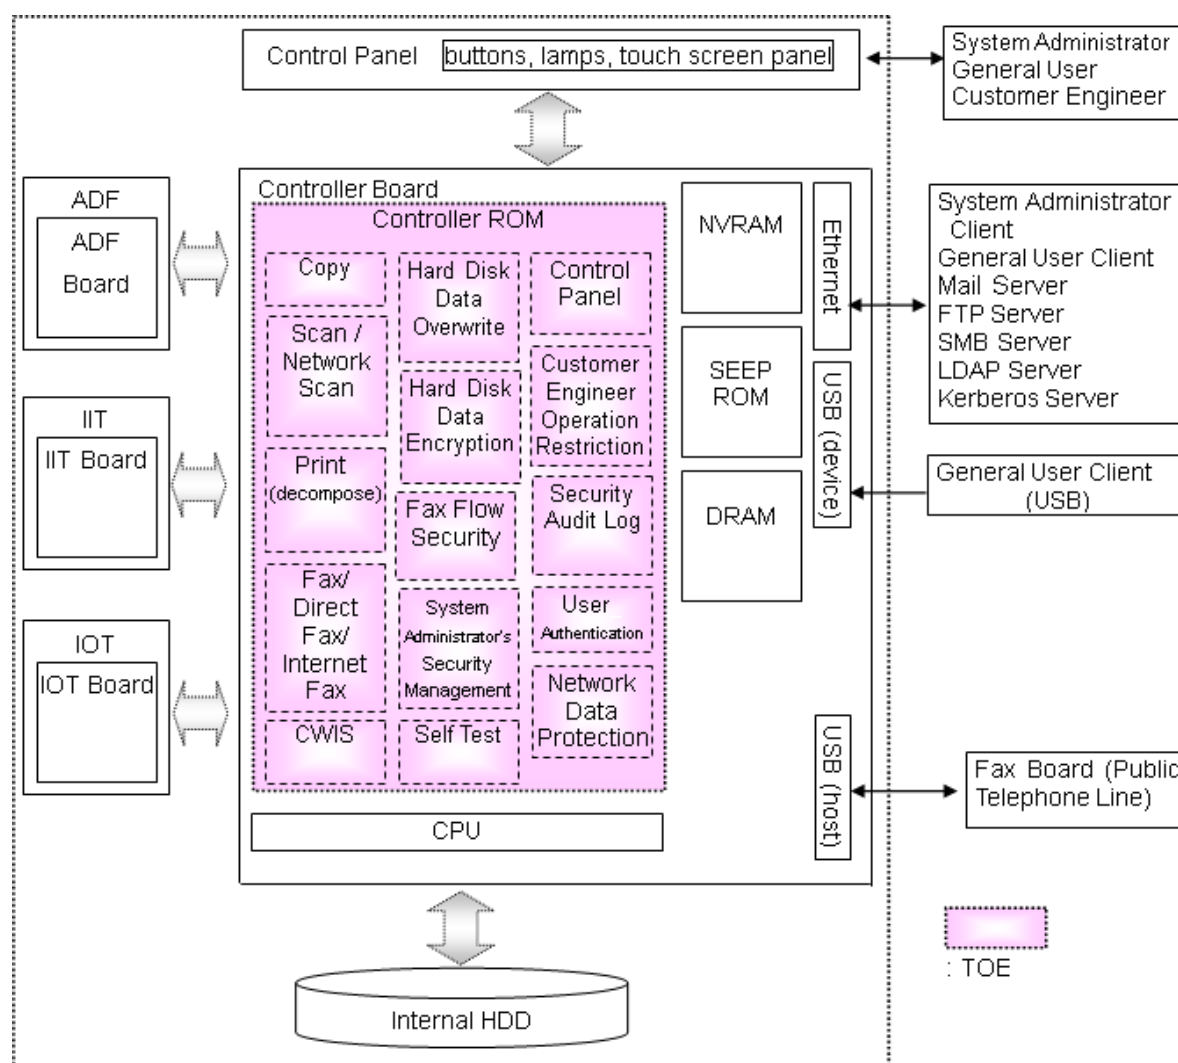 Control Panel buttons, lamps, touch screen panel
System Administrator
General User
Customer Engineer
Controller Board
Controller ROM
ADF
ADF
Board
IIT
IIT Board
IOT
IOT Board
Copy
Scan /
Network
Scan
Print
(decompose)
Fax/
Direct
Fax/
Internet
Fax
CWIS
Hard Disk
Data
Overwrite
Hard Disk
Data
Encryption
Fax Flow
Security
System
Administrator's
Security
Management
Self Test
Control
Panel
Customer
Engineer
Operation
Restriction
Security
Audit Log
User
Authentication
Network
Data
Protection
NVRAM
SEEP
ROM
DRAM
Ethernet
USB (device)
USB (host)
System Administrator
Client
General User Client
Mail Server
FTP Server
SMB Server
LDAP Server
Kerberos Server
General User Client
(USB)
Fax Board (Public
Telephone Line)
CPU
Internal HDD
: TOE